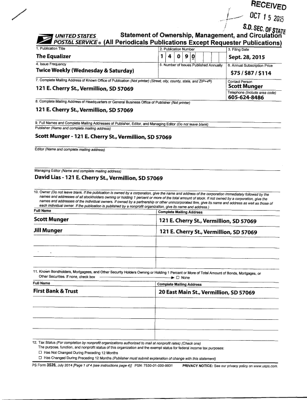 RECEIVED
OCT 15 2015
S.D. SEC. OF STATE
UNITED STATES
POSTAL SERVICE®
Statement of Ownership, Management, and Circulation
(All Periodicals Publications Except Requester Publications)
1. Publication Title
2. Publication Number
3. Filing Date
The Equalizer
1 4 0 9 0
Sept. 28, 2015
4. Issue Frequency
5. Number of Issues Published Annually
6. Annual Subscription Price
Twice Weekly (Wednesday & Saturday)
$75 / $87 / $114
7. Complete Mailing Address of Known Office of Publication (Not printer) (Street, city, county, state, and ZIP+4®)
Contact Person
Scott Munger
121 E. Cherry St., Vermillion, SD 57069
Telephone (Include area code)
605-624-8486
8. Complete Mailing Address of Headquarters or General Business Office of Publisher (Not printer)
121 E. Cherry St., Vermillion, SD 57069
9. Full Names and Complete Mailing Addresses of Publisher, Editor, and Managing Editor (Do not leave blank)
Publisher (Name and complete mailing address)
Scott Munger - 121 E. Cherry St., Vermillion, SD 57069
Editor (Name and complete mailing address)
Managing Editor (Name and complete mailing address)
David Lias - 121 E. Cherry St., Vermillion, SD 57069
10. Owner (Do not leave blank. If the publication is owned by a corporation, give the name and address of the corporation immediately followed by the
names and addresses of all stockholders owning or holding 1 percent or more of the total amount of stock. If not owned by a corporation, give the
names and addresses of the individual owners. If owned by a partnership or other unincorporated firm, give its name and address as well as those of
each individual owner. If the publication is published by a nonprofit organization, give its name and address.)
Full Name
Complete Mailing Address
Scott Munger
121 E. Cherry St., Vermillion, SD 57069
Jill Munger
121 E. Cherry St., Vermillion, SD 57069
11. Known Bondholders, Mortgagees, and Other Security Holders Owning or Holding 1 Percent or More of Total Amount of Bonds, Mortgages, or
Other Securities. If none, check box
None
Full Name
Complete Mailing Address
First Bank & Trust
20 East Main St., Vermillion, SD 57069
12. Tax Status (For completion by nonprofit organizations authorized to mail at nonprofit rates) (Check one)
The purpose, function, and nonprofit status of this organization and the exempt status for federal income tax purposes:
Has Not Changed During Preceding 12 Months
Has Changed During Preceding 12 Months (Publisher must submit explanation of change with this statement)
PS Form 3526, July 2014 [Page 1 of 4 (see instructions page 4)] PSN: 7530-01-000-9931
PRIVACY NOTICE: See our privacy policy on www.usps.com.